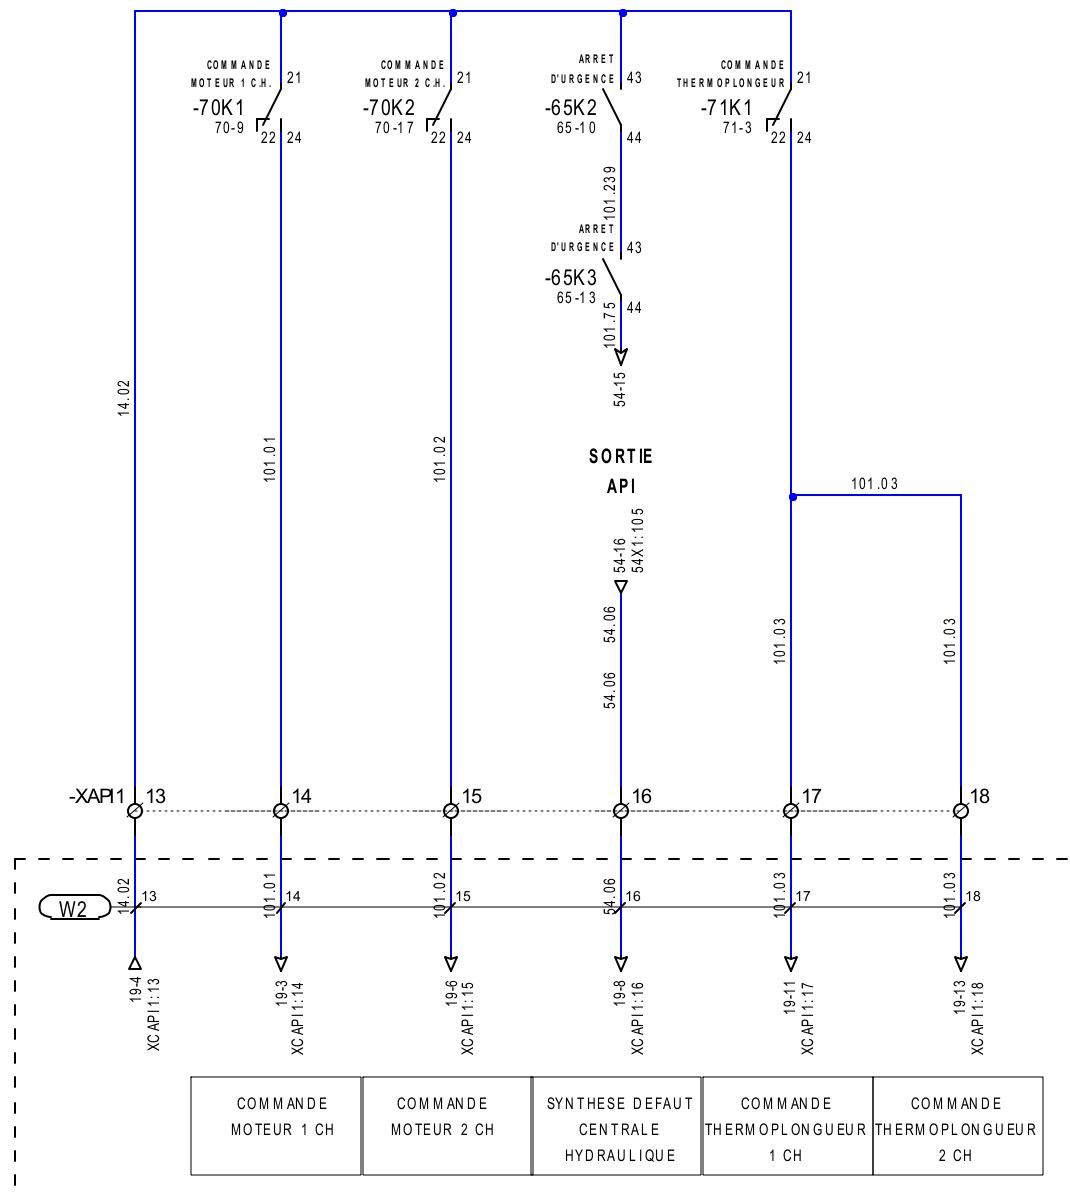 COMMANDE
MOTEUR 1 C.H.
21
-70K1
70-9
22 24
COMMANDE
MOTEUR 2 C.H.
21
-70K2
70-17
22 24
ARRET
D'URGENCE
43
-65K2
65-10
44
COMMANDE
THERMOPLONGEUR
21
-71K1
71-3
22 24
101.239
ARRET
D'URGENCE
43
-65K3
65-13
44
101.75
54-15
14.02
101.01
101.02
SORTIE
API
101.03
54-16
54X1:105
54.06
54.06
101.03
101.03
-XAPI1
13
14
15
16
17
18
W2
14.02
13
101.01
14
101.02
15
54.06
16
101.03
17
101.03
18
19-4
XCAPI1:13
19-3
XCAPI1:14
19-6
XCAPI1:15
19-8
XCAPI1:16
19-11
XCAPI1:17
19-13
XCAPI1:18
COMMANDE
MOTEUR 1 CH
COMMANDE
MOTEUR 2 CH
SYNTHESE DEFAUT
CENTRALE
HYDRAULIQUE
COMMANDE
THERMOPLONGUEUR
1 CH
COMMANDE
THERMOPLONGUEUR
2 CH